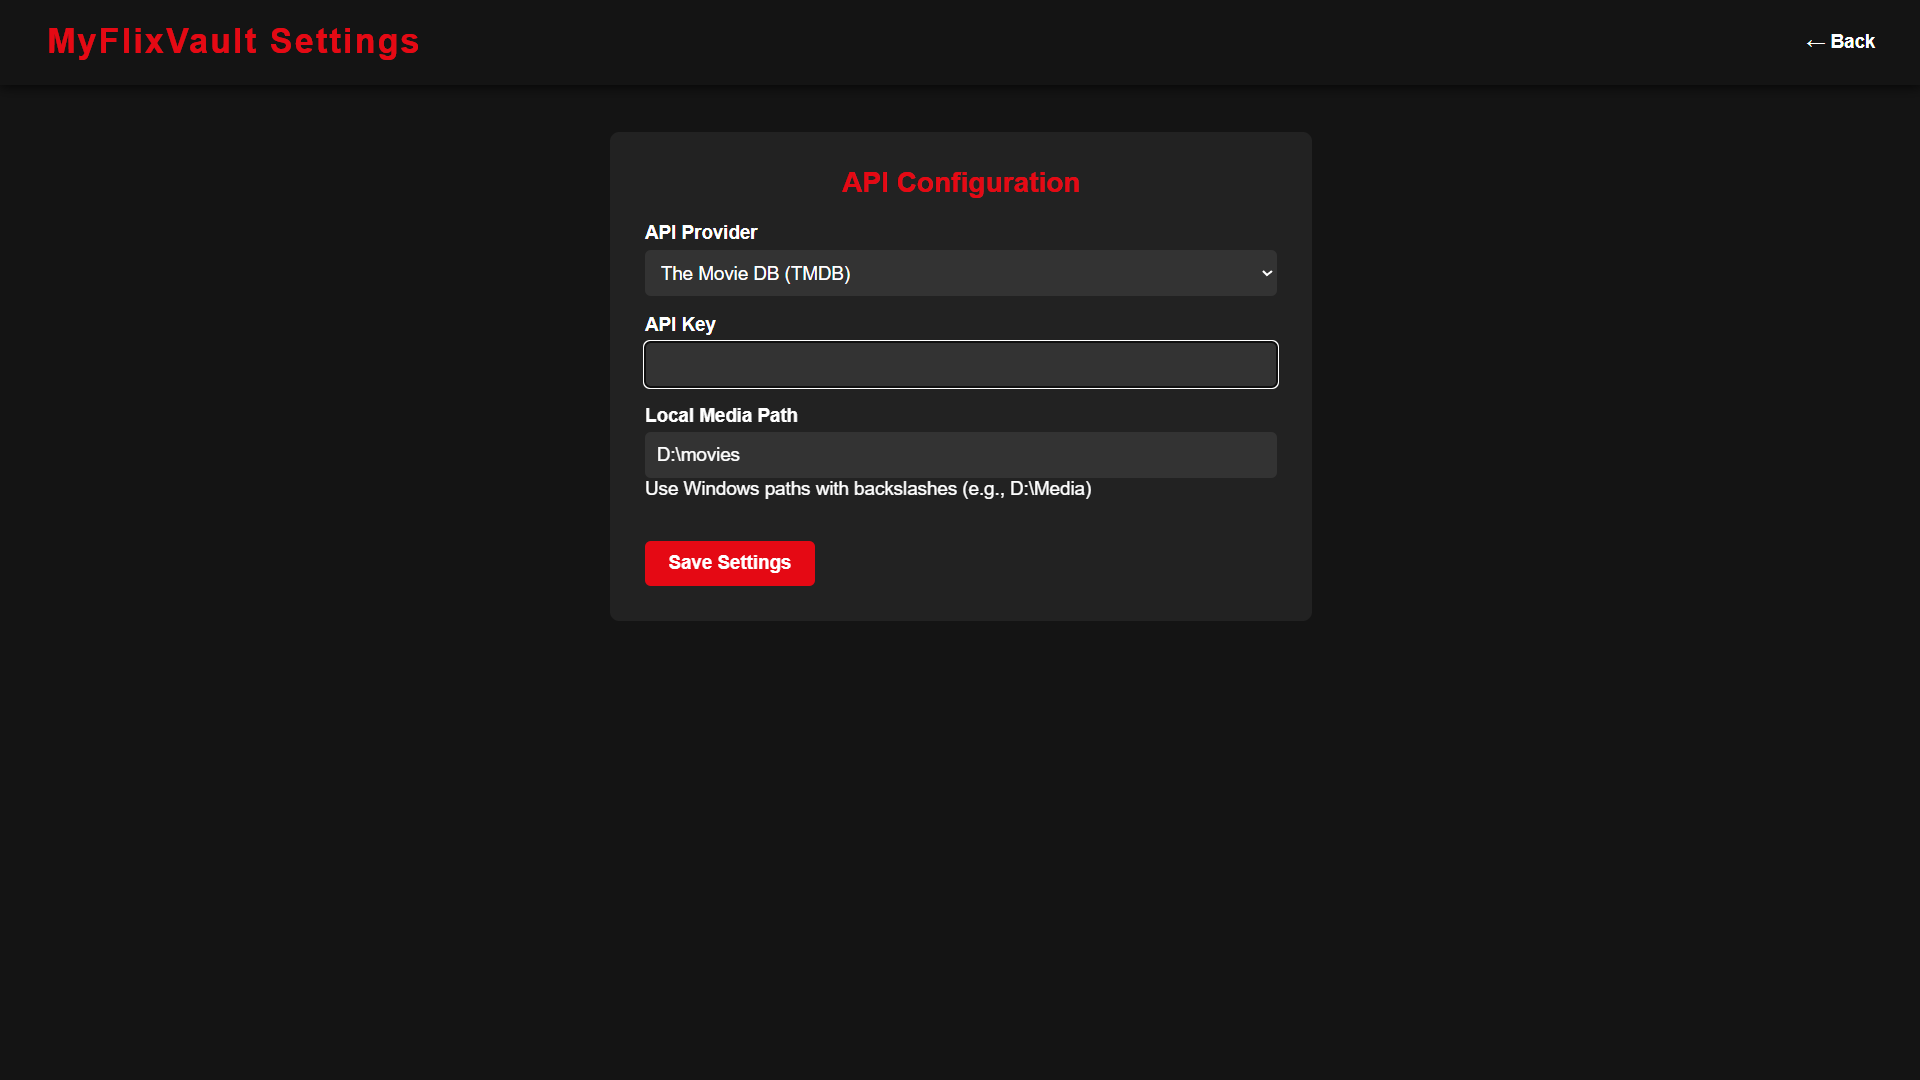 MyFlixVault Settings
← Back
API Configuration
API Provider
The Movie DB (TMDB)
API Key
Local Media Path
D:\movies
Use Windows paths with backslashes (e.g., D:\Media)
Save Settings